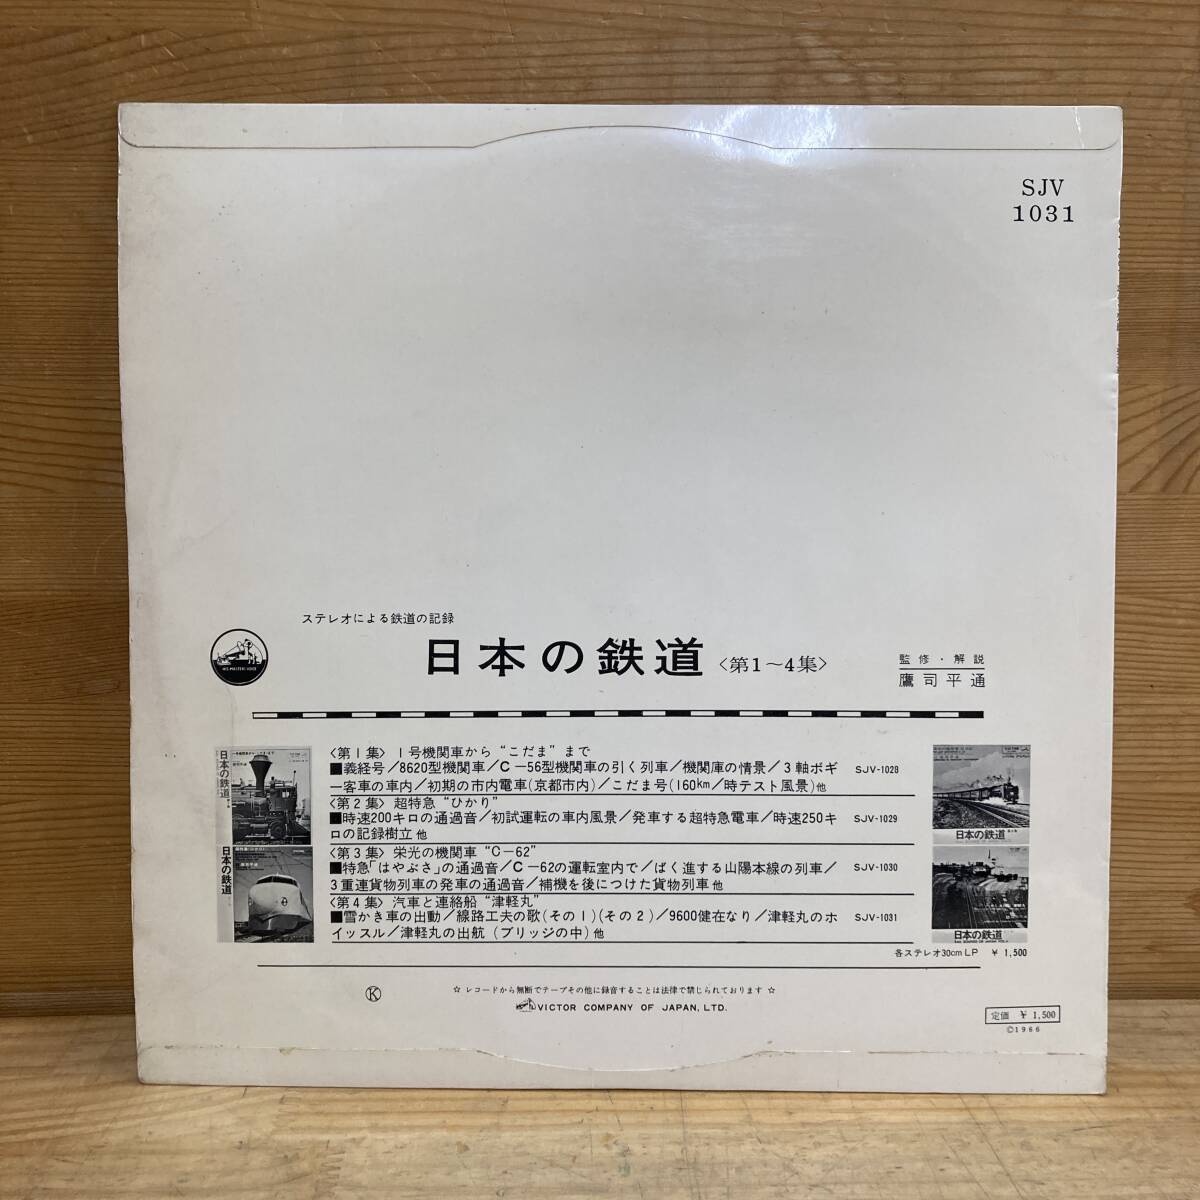 SJV
1031
ステレオによる鉄道の記録
日本の鉄道〈第1～4集〉
監修・解説
鷹司平通
HIS MASTER'S VOICE
〈第1集〉 1号機関車から“こだま”まで
■義経号/8620型機関車/C-56型機関車の引く列車/機関庫の情景/3軸ボギ
ー客車の車内/初期の市内電車(京都市内)/こだま号(160km/時テスト風景)他
SJV-1028
〈第2集〉 超特急“ひかり”
■時速200キロの通過音/初試運転の車内風景/発車する超特急電車/時速250キ
ロの記録樹立 他
SJV-1029
〈第3集〉 栄光の機関車“C-62”
■特急「はやぶさ」の通過音/C-62の運転室内で/ばく進する山陽本線の列車/
3重連貨物列車の発車の通過音/補機を後につけた貨物列車 他
SJV-1030
〈第4集〉 汽車と連絡船“津軽丸”
■雪かき車の出動/線路工夫の歌(その1)(その2)/9600健在なり/津軽丸のホ
イッスル/津軽丸の出航(ブリッジの中)他
SJV-1031
日本の鉄道
日本の鉄道
日本の鉄道
日本の鉄道
各ステレオ30cm LP ¥1,500
Ⓚ
☆ レコードから無断でテープその他に録音することは法律で禁じられております ☆
VICTOR COMPANY OF JAPAN, LTD.
定価 ¥1,500
©1966